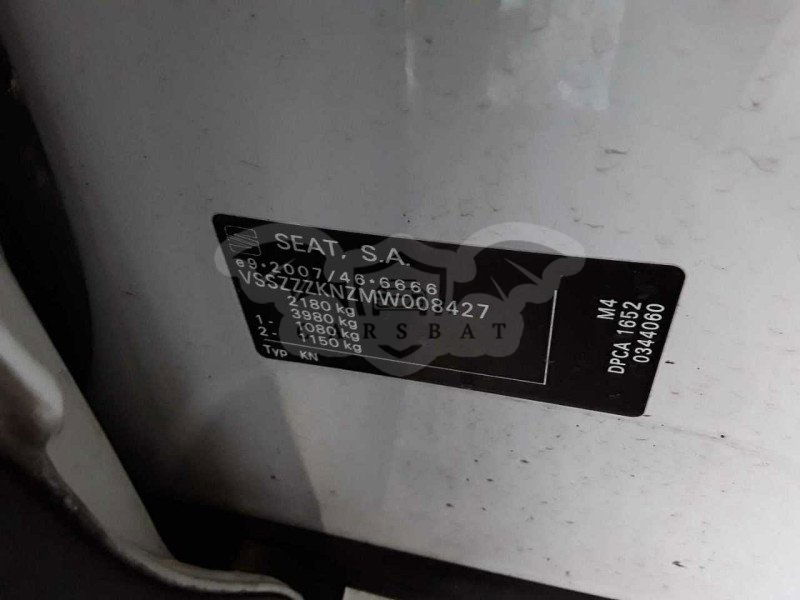 SEAT, S.A.
e9*2007/46*6666
VSSZZZKNZMW008427
2180 kg
3980 kg
1- 1080 kg
2- 1150 kg
Typ KN
M4
DPCA 1652
0344060
RSBAT